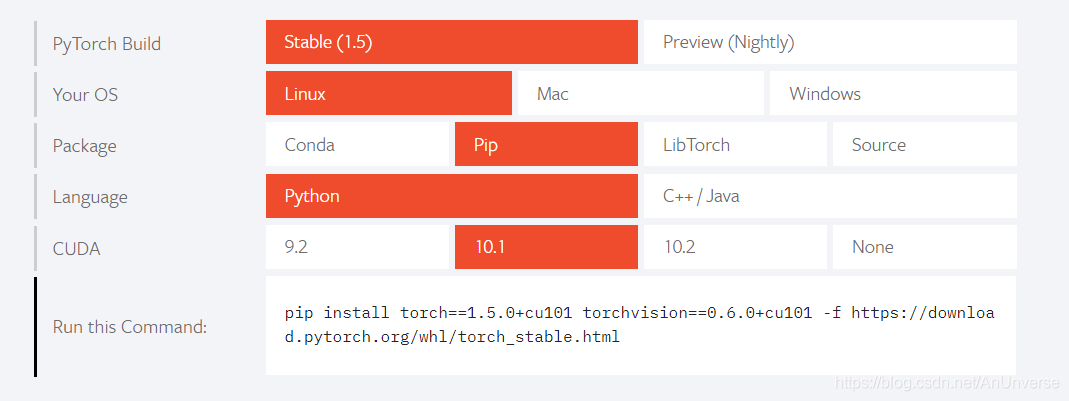 PyTorch Build Stable (1.5) Preview (Nightly)
Your OS Linux Mac Windows
Package Conda Pip LibTorch Source
Language Python C++ / Java
CUDA 9.2 10.1 10.2 None
Run this Command:
pip install torch==1.5.0+cu101 torchvision==0.6.0+cu101 -f https://downloa
d.pytorch.org/whl/torch_stable.html
https://blog.csdn.net/AnUnverse